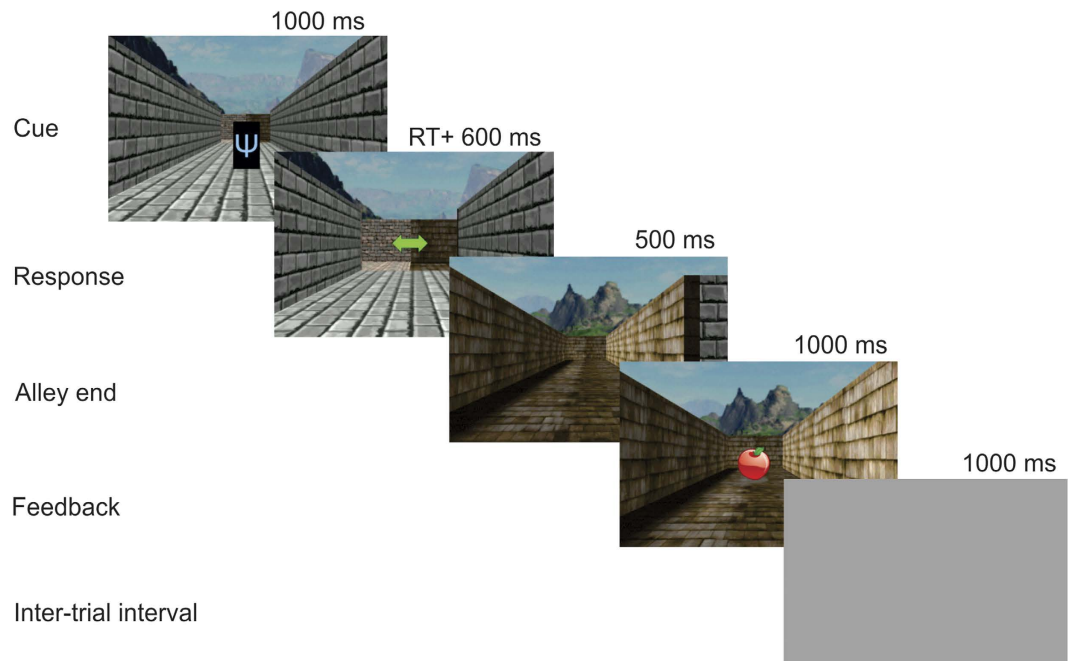 1000 ms
Cue
ψ
RT+ 600 ms
Response
500 ms
Alley end
1000 ms
Feedback
1000 ms
Inter-trial interval